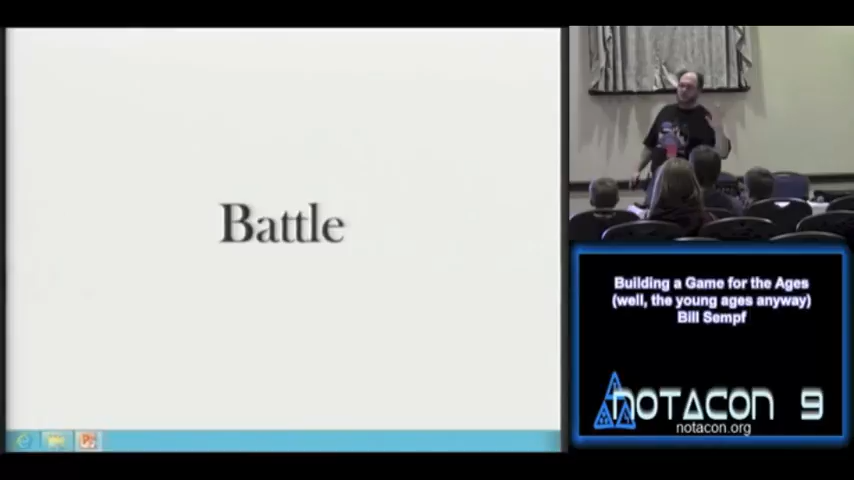 Battle
Building a Game for the Ages
(well, the young ages anyway)
Bill Sempf
NOTACON 9
notacon.org